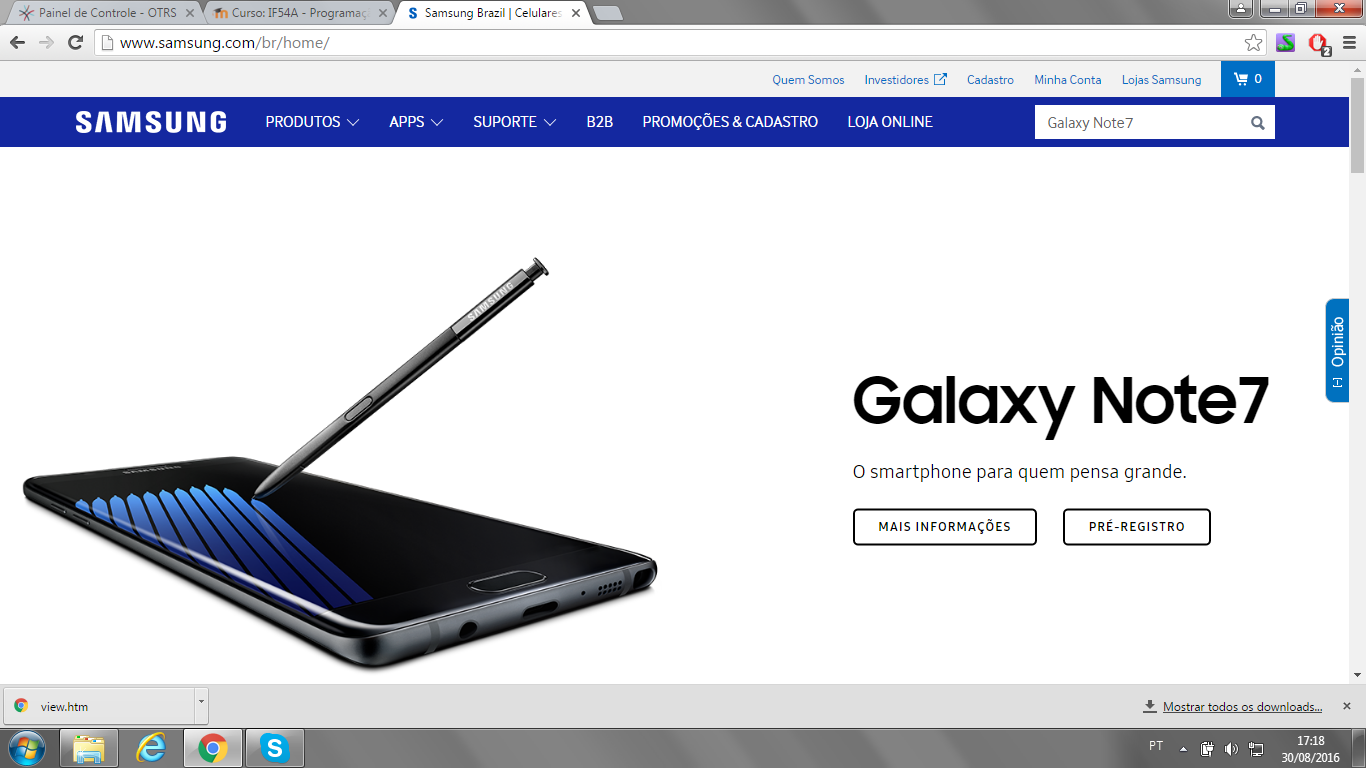 Painel de Controle - OTRS
Curso: IF54A - Programaç
Samsung Brazil | Celulares
www.samsung.com/br/home/
2
Quem Somos
Investidores
Cadastro
Minha Conta
Lojas Samsung
0
SAMSUNG
PRODUTOS
APPS
SUPORTE
B2B
PROMOÇÕES & CADASTRO
LOJA ONLINE
Galaxy Note7
SAMSUNG
SAMSUNG
[+] Opinião
Galaxy Note7
O smartphone para quem pensa grande.
MAIS INFORMAÇÕES
PRÉ-REGISTRO
view.htm
Mostrar todos os downloads...
PT
17:18
30/08/2016